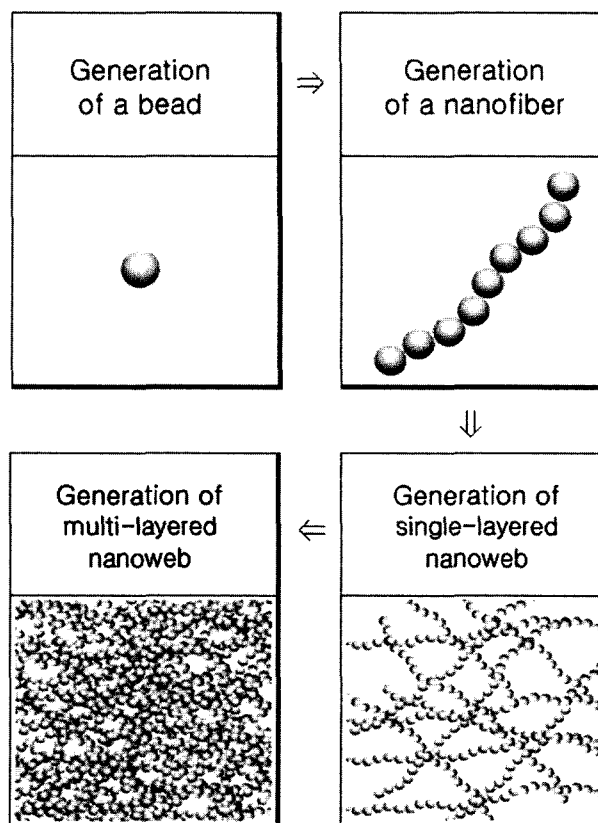 Generation
of a bead
⇒
Generation
of a nanofiber
⇓
Generation of
single-layered
nanoweb
⇐
Generation of
multi-layered
nanoweb